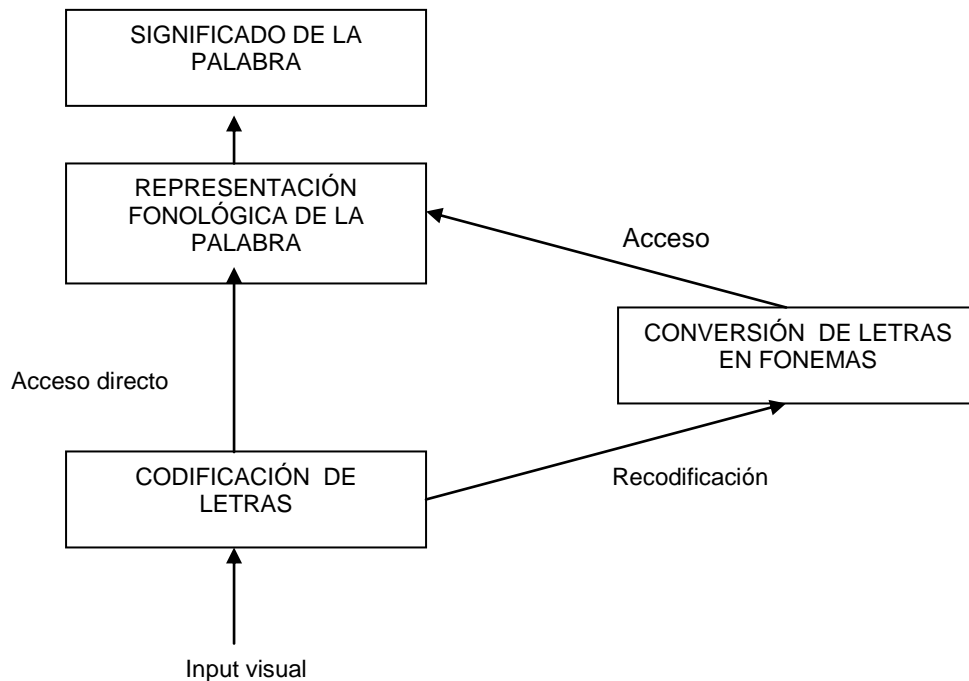 SIGNIFICADO DE LA
PALABRA
REPRESENTACIÓN
FONOLÓGICA DE LA
PALABRA
Acceso
CONVERSIÓN DE LETRAS
EN FONEMAS
Acceso directo
CODIFICACIÓN DE
LETRAS
Recodificación
Input visual